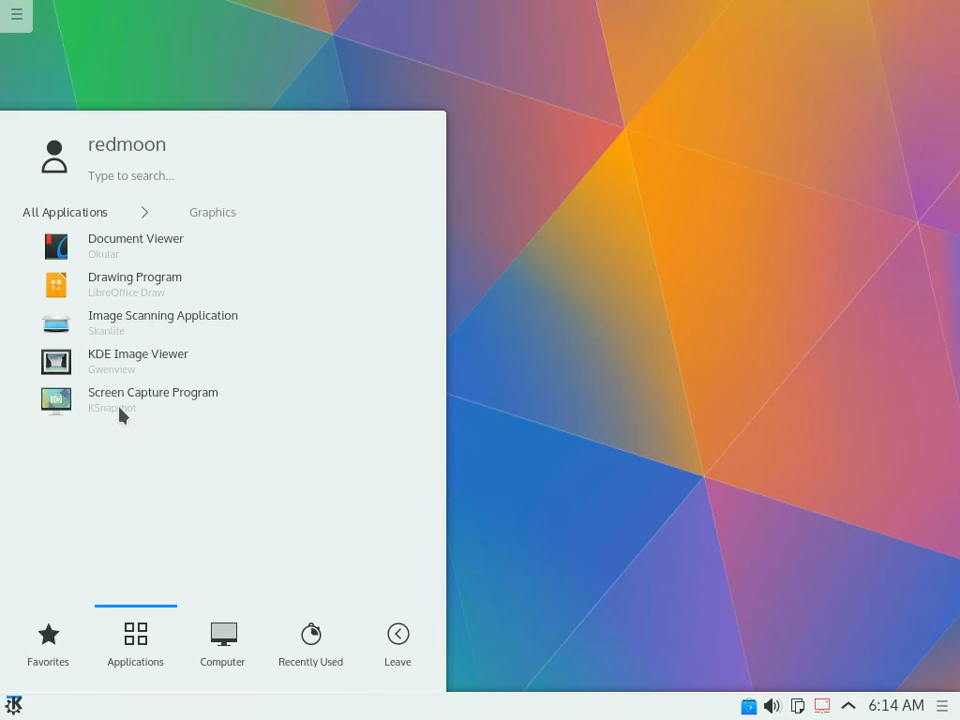 redmoon
Type to search...
All Applications
Graphics
Document Viewer
Okular
Drawing Program
LibreOffice Draw
Image Scanning Application
Skanlite
KDE Image Viewer
Gwenview
Screen Capture Program
KSnapshot
Favorites
Applications
Computer
Recently Used
Leave
6:14 AM